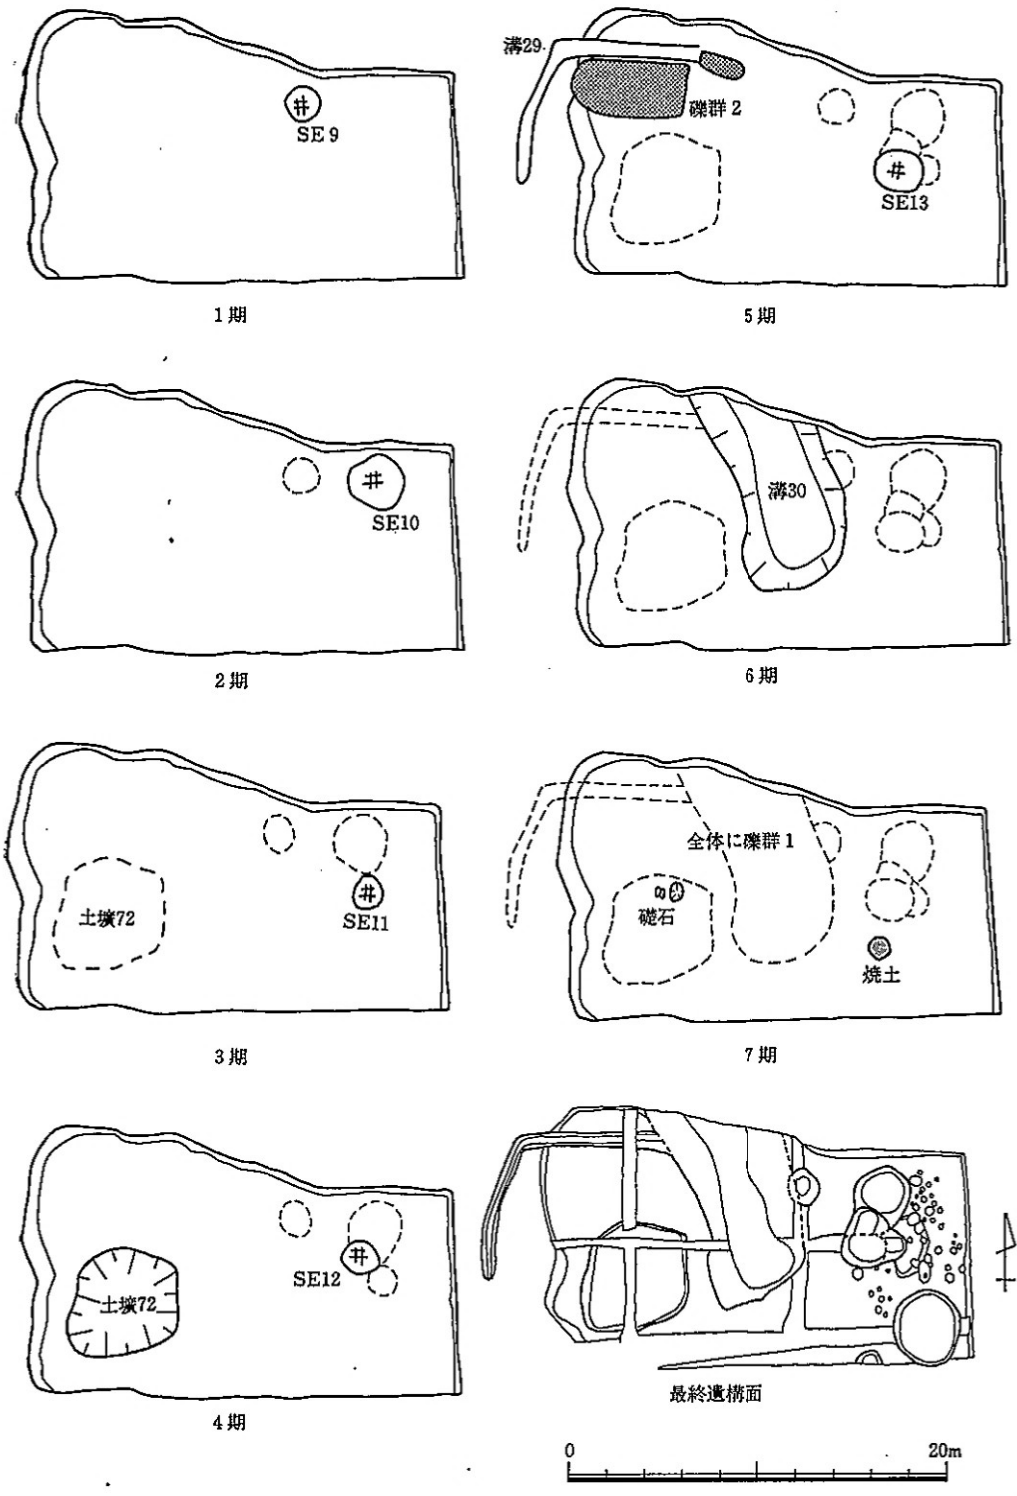 SE 9
1 期
SE10
2 期
土壙72
SE11
3 期
土壙72
SE12
4 期
溝29
礫群 2
SE13
5 期
溝30
6 期
全体に礫群 1
礎石
焼土
7 期
最終遺構面
0 20m